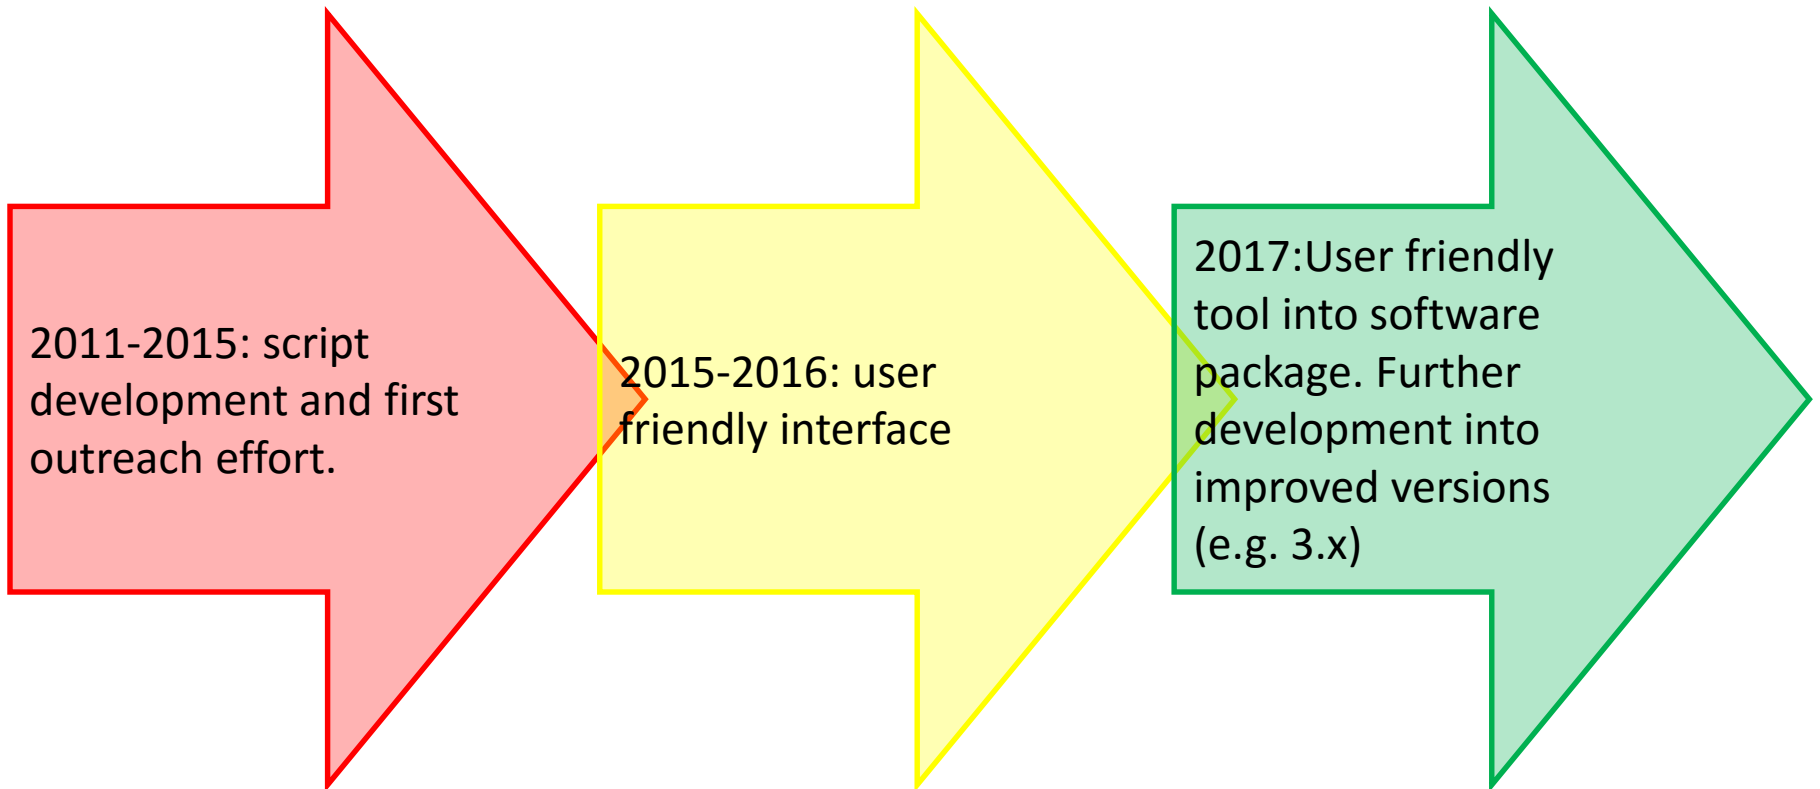 2011-2015: script
development and first
outreach effort.
2015-2016: user
friendly interface
2017:User friendly
tool into software
package. Further
development into
improved versions
(e.g. 3.x)